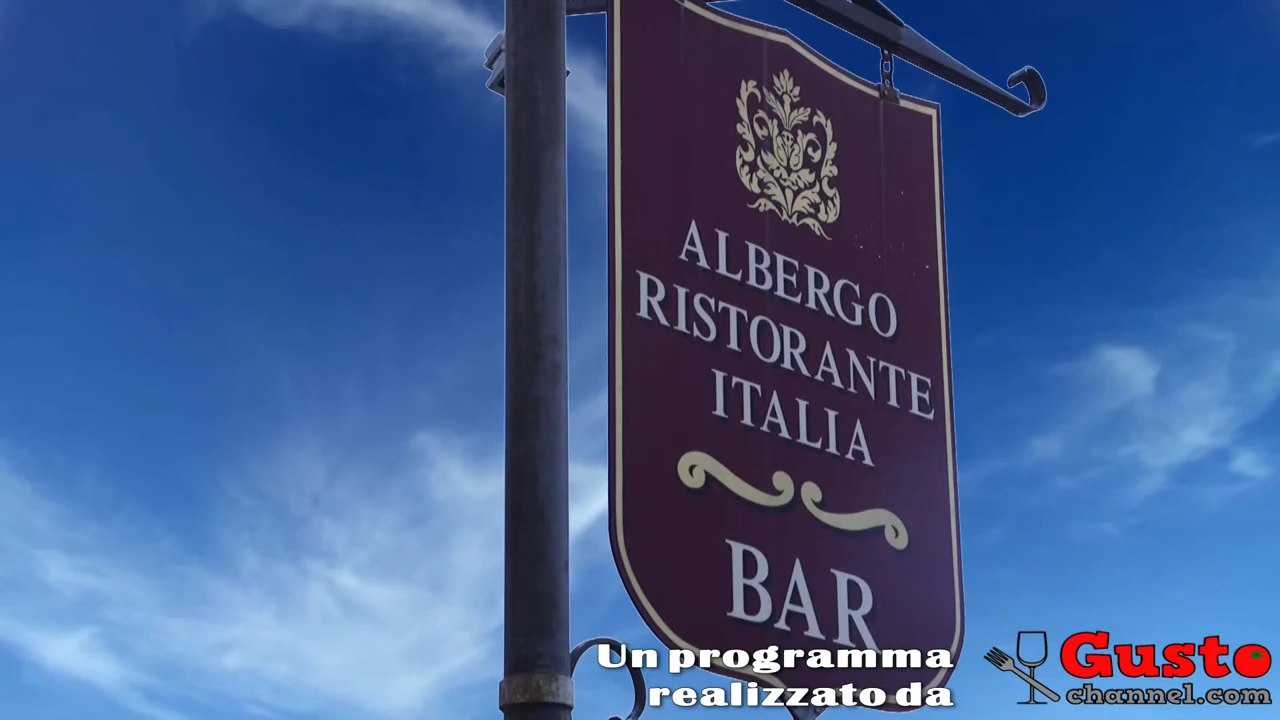 ALBERGO
RISTORANTE
ITALIA
BAR
Un programma
realizzato da
Gusto
channel.com